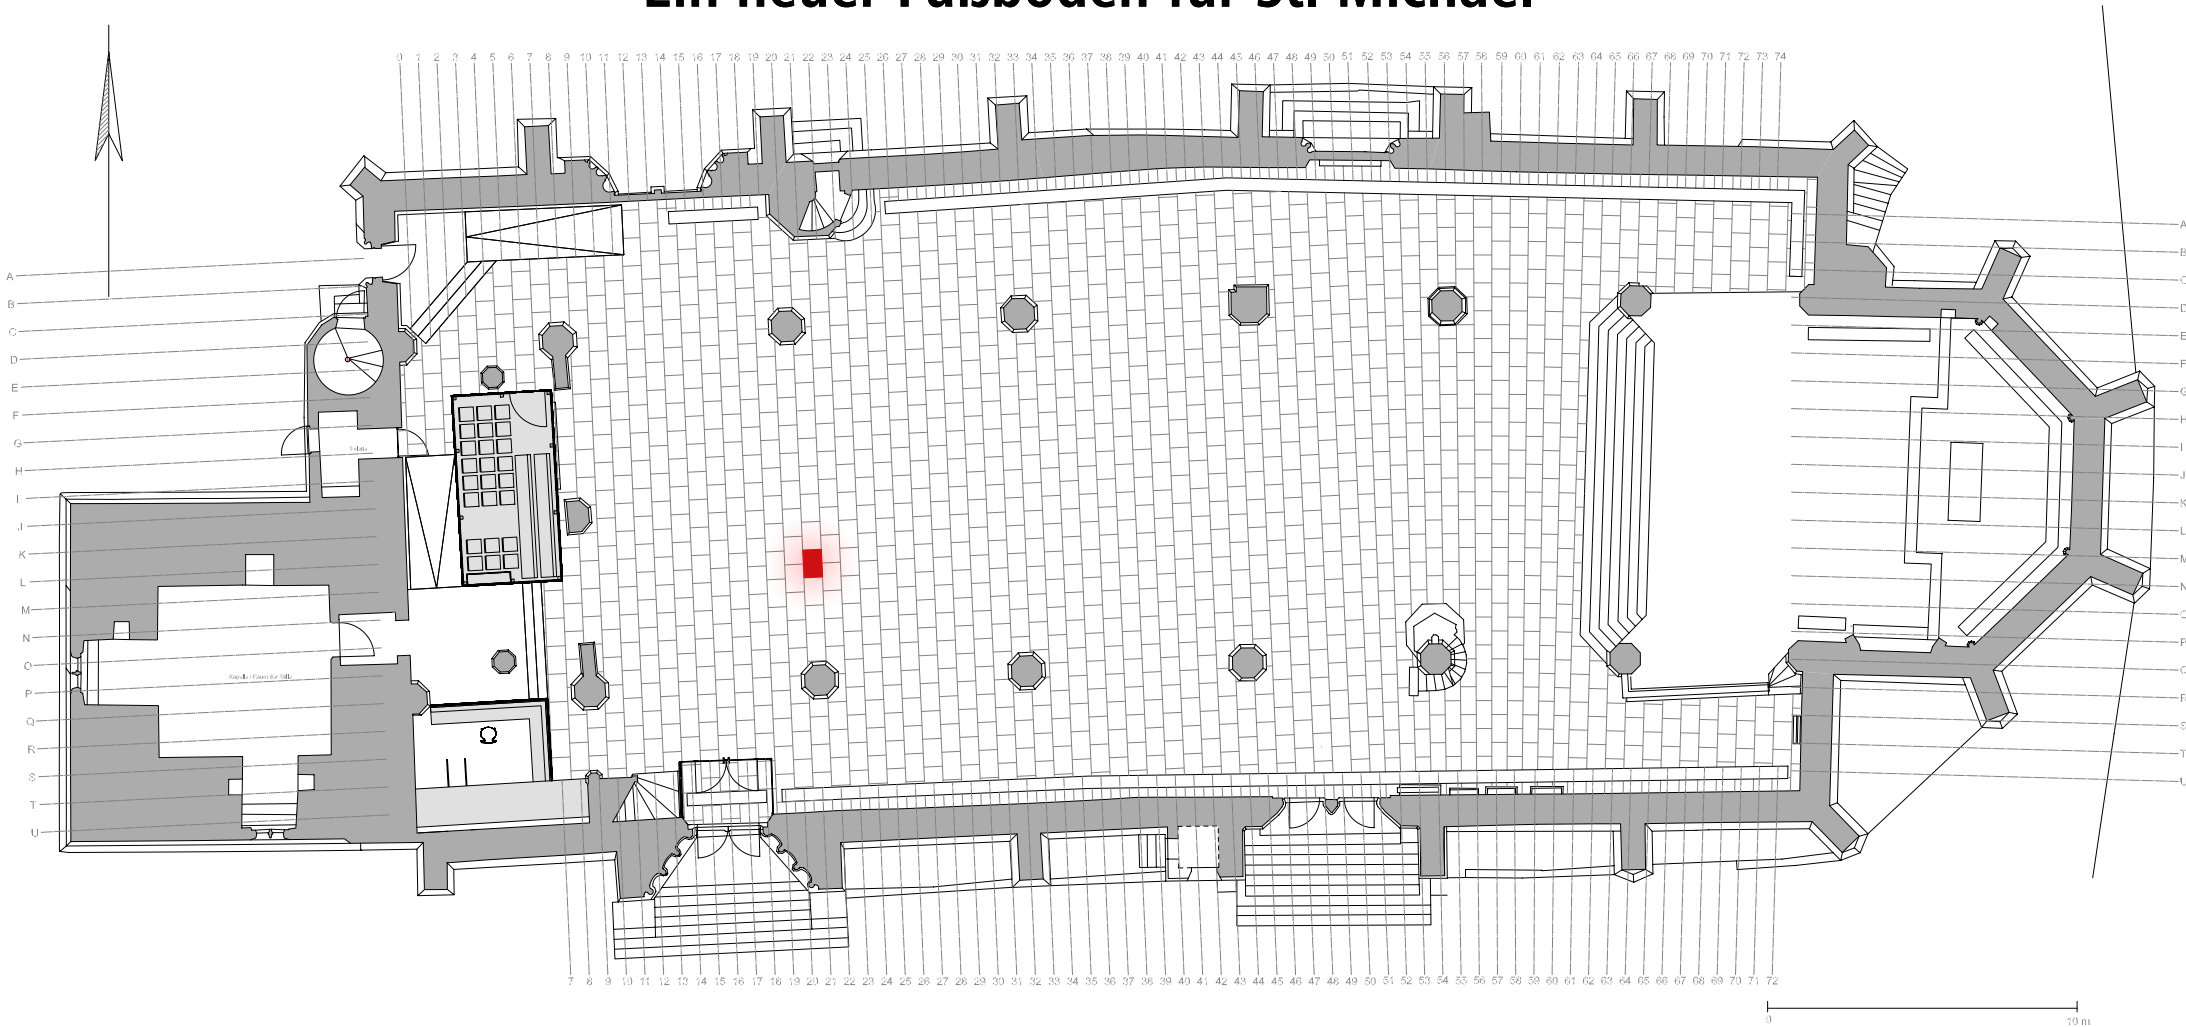 Ein neuer Fußboden für St. Michael
0 1 2 3 4 5 6 7 8 9 10 11 12 13 14 15 16 17 18 19 20 21 22 23 24 25 26 27 28 29 30 31 32 33 34 35 36 37 38 39 40 41 42 43 44 45 46 47 48 49 50 51 52 53 54 55 56 57 58 59 60 61 62 63 64 65 66 67 68 69 70 71 72 73 74
A
B
C
D
E
F
G
H
I
J
K
L
M
N
O
P
Q
R
S
T
U
A
B
C
D
E
F
G
H
I
J
K
L
M
N
O
P
Q
R
S
T
U
7 8 9 10 11 12 13 14 15 16 17 18 19 20 21 22 23 24 25 26 27 28 29 30 31 32 33 34 35 36 37 38 39 40 41 42 43 44 45 46 47 48 49 50 51 52 53 54 55 56 57 58 59 60 61 62 63 64 65 66 67 68 69 70 71 72
0 10 m